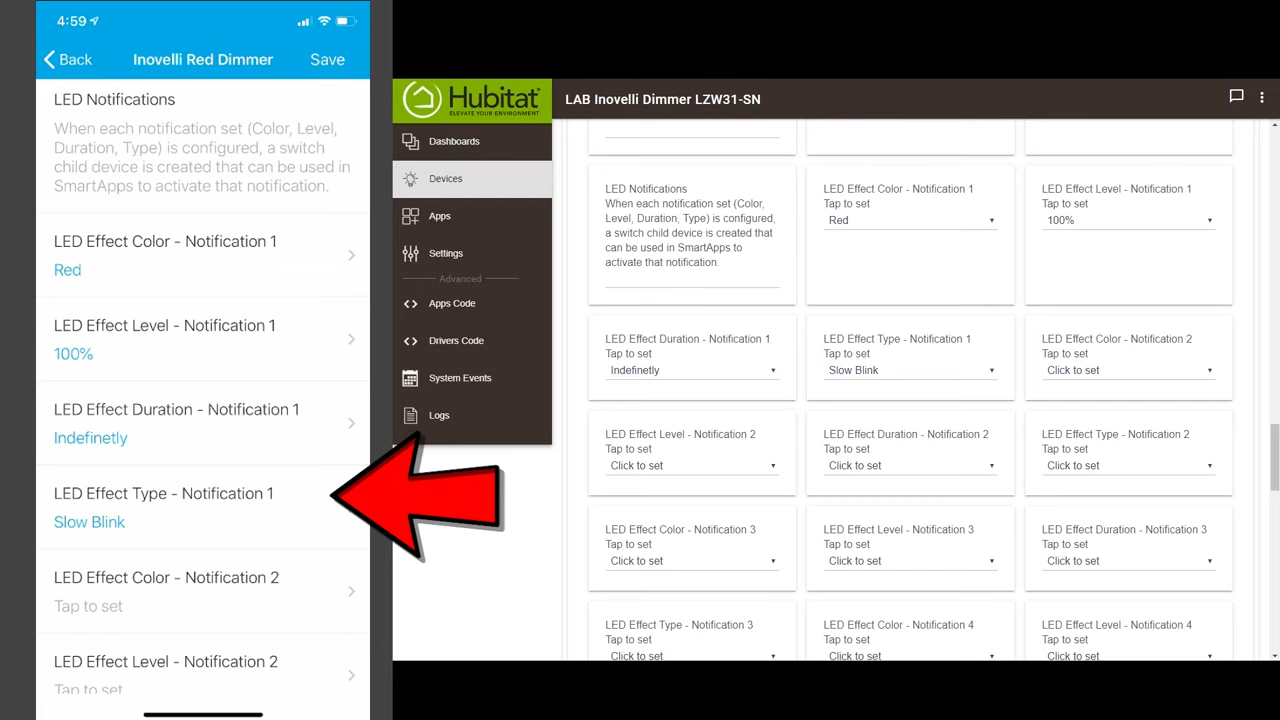 4:59
Back
Inovelli Red Dimmer
Save
LED Notifications
When each notification set (Color, Level,
Duration, Type) is configured, a switch
child device is created that can be used in
SmartApps to activate that notification.
LED Effect Color - Notification 1
Red
LED Effect Level - Notification 1
100%
LED Effect Duration - Notification 1
Indefinetly
LED Effect Type - Notification 1
Slow Blink
LED Effect Color - Notification 2
Tap to set
LED Effect Level - Notification 2
Tap to set
Hubitat
ELEVATE YOUR ENVIRONMENT
LAB Inovelli Dimmer LZW31-SN
Dashboards
Devices
Apps
Settings
Advanced
Apps Code
Drivers Code
System Events
Logs
LED Notifications
When each notification set (Color,
Level, Duration, Type) is configured,
a switch child device is created that
can be used in SmartApps to
activate that notification.
LED Effect Color - Notification 1
Tap to set
Red
LED Effect Level - Notification 1
Tap to set
100%
LED Effect Duration - Notification 1
Tap to set
Indefinetly
LED Effect Type - Notification 1
Tap to set
Slow Blink
LED Effect Color - Notification 2
Tap to set
Click to set
LED Effect Level - Notification 2
Tap to set
Click to set
LED Effect Duration - Notification 2
Tap to set
Click to set
LED Effect Type - Notification 2
Tap to set
Click to set
LED Effect Color - Notification 3
Tap to set
Click to set
LED Effect Level - Notification 3
Tap to set
Click to set
LED Effect Duration - Notification 3
Tap to set
Click to set
LED Effect Type - Notification 3
Tap to set
Click to set
LED Effect Color - Notification 4
Tap to set
Click to set
LED Effect Level - Notification 4
Tap to set
Click to set